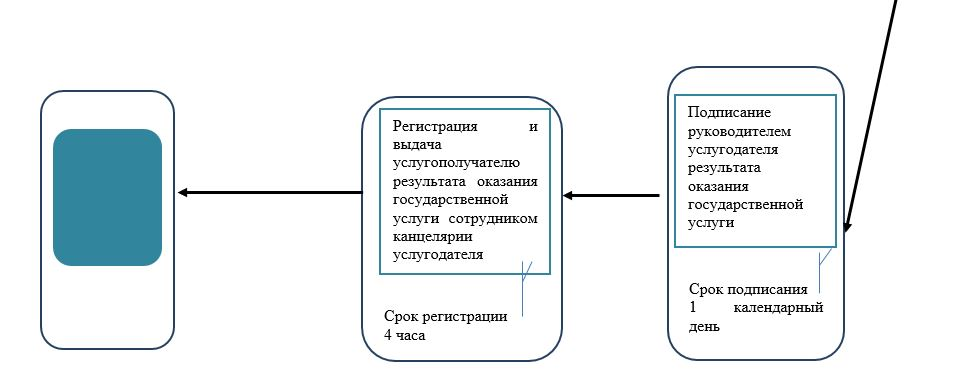 Регистрация и
выдача
услугополучателю
результата оказания
государственной
услуги сотрудником
канцелярии
услугодателя
Срок регистрации
4 часа
Подписание
руководителем
услугодателя
результата
оказания
государственной
услуги
Срок подписания
1 календарный
день